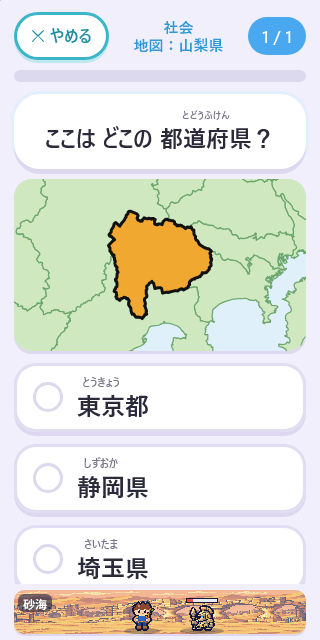 × やめる
社会
地図：山梨県
1 / 1
とどうふけん
ここは どこの 都道府県？
とうきょう
東京都
しずおか
静岡県
さいたま
埼玉県
砂海